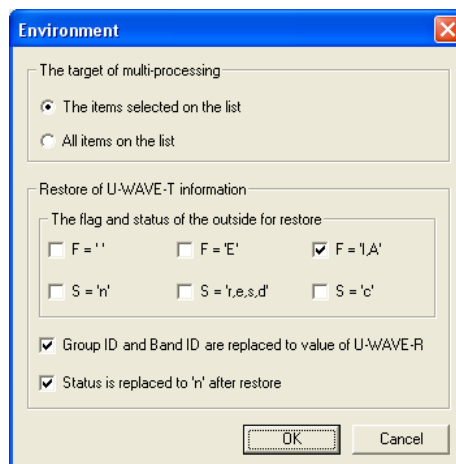 Environment
The target of multi-processing
The items selected on the list
All items on the list
Restore of U-WAVE-T information
The flag and status of the outside for restore
F = ' ' F = 'E' F = 'I,A'
S = 'n' S = 'r,e,s,d' S = 'c'
Group ID and Band ID are replaced to value of U-WAVE-R
Status is replaced to 'n' after restore
OK Cancel